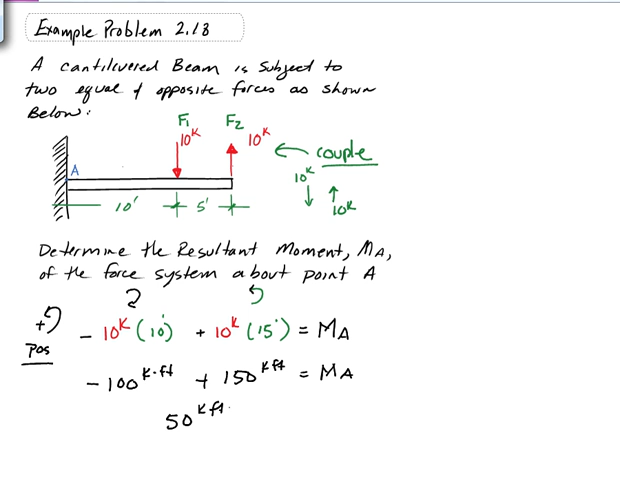 Example Problem 2.13
A cantilevered Beam is Subject to
two equal & opposite forces as shown
Below:
F1 F2
10K 10K
couple
A
10K
10K
10' 5'
Determine the Resultant Moment, MA,
of the force system about point A
+
pos
- 10K (10') + 10K (15') = MA
- 100 K·ft + 150 K ft = MA
50 K ft.